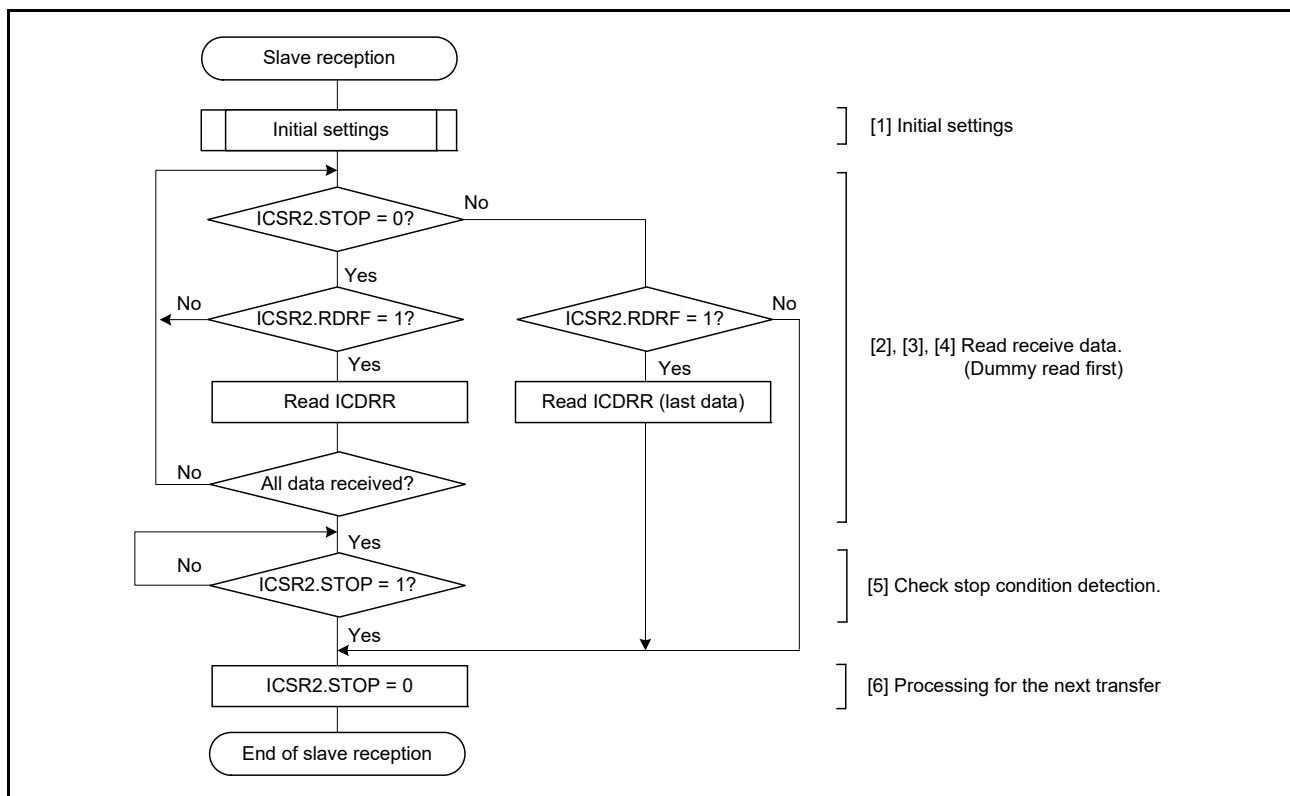 Slave reception
Initial settings
[1] Initial settings
ICSR2.STOP = 0?
No
Yes
No
ICSR2.RDRF = 1?
ICSR2.RDRF = 1?
No
[2], [3], [4] Read receive data.
(Dummy read first)
Yes
Yes
Read ICDRR
Read ICDRR (last data)
No
All data received?
Yes
No
ICSR2.STOP = 1?
[5] Check stop condition detection.
Yes
ICSR2.STOP = 0
[6] Processing for the next transfer
End of slave reception